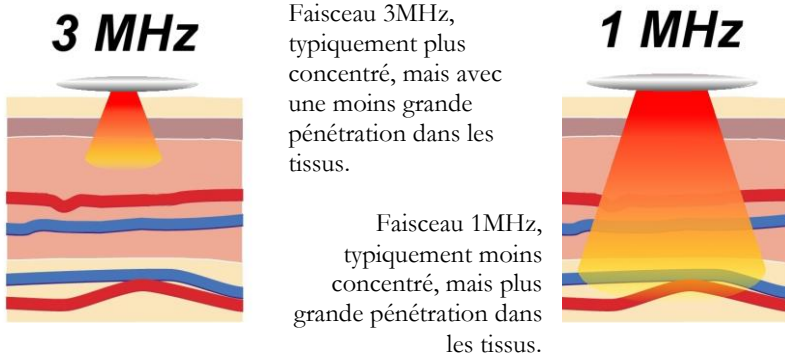 3 MHz
Faisceau 3MHz,
typiquement plus
concentré, mais avec
une moins grande
pénétration dans les
tissus.
1 MHz
Faisceau 1MHz,
typiquement moins
concentré, mais plus
grande pénétration dans
les tissus.